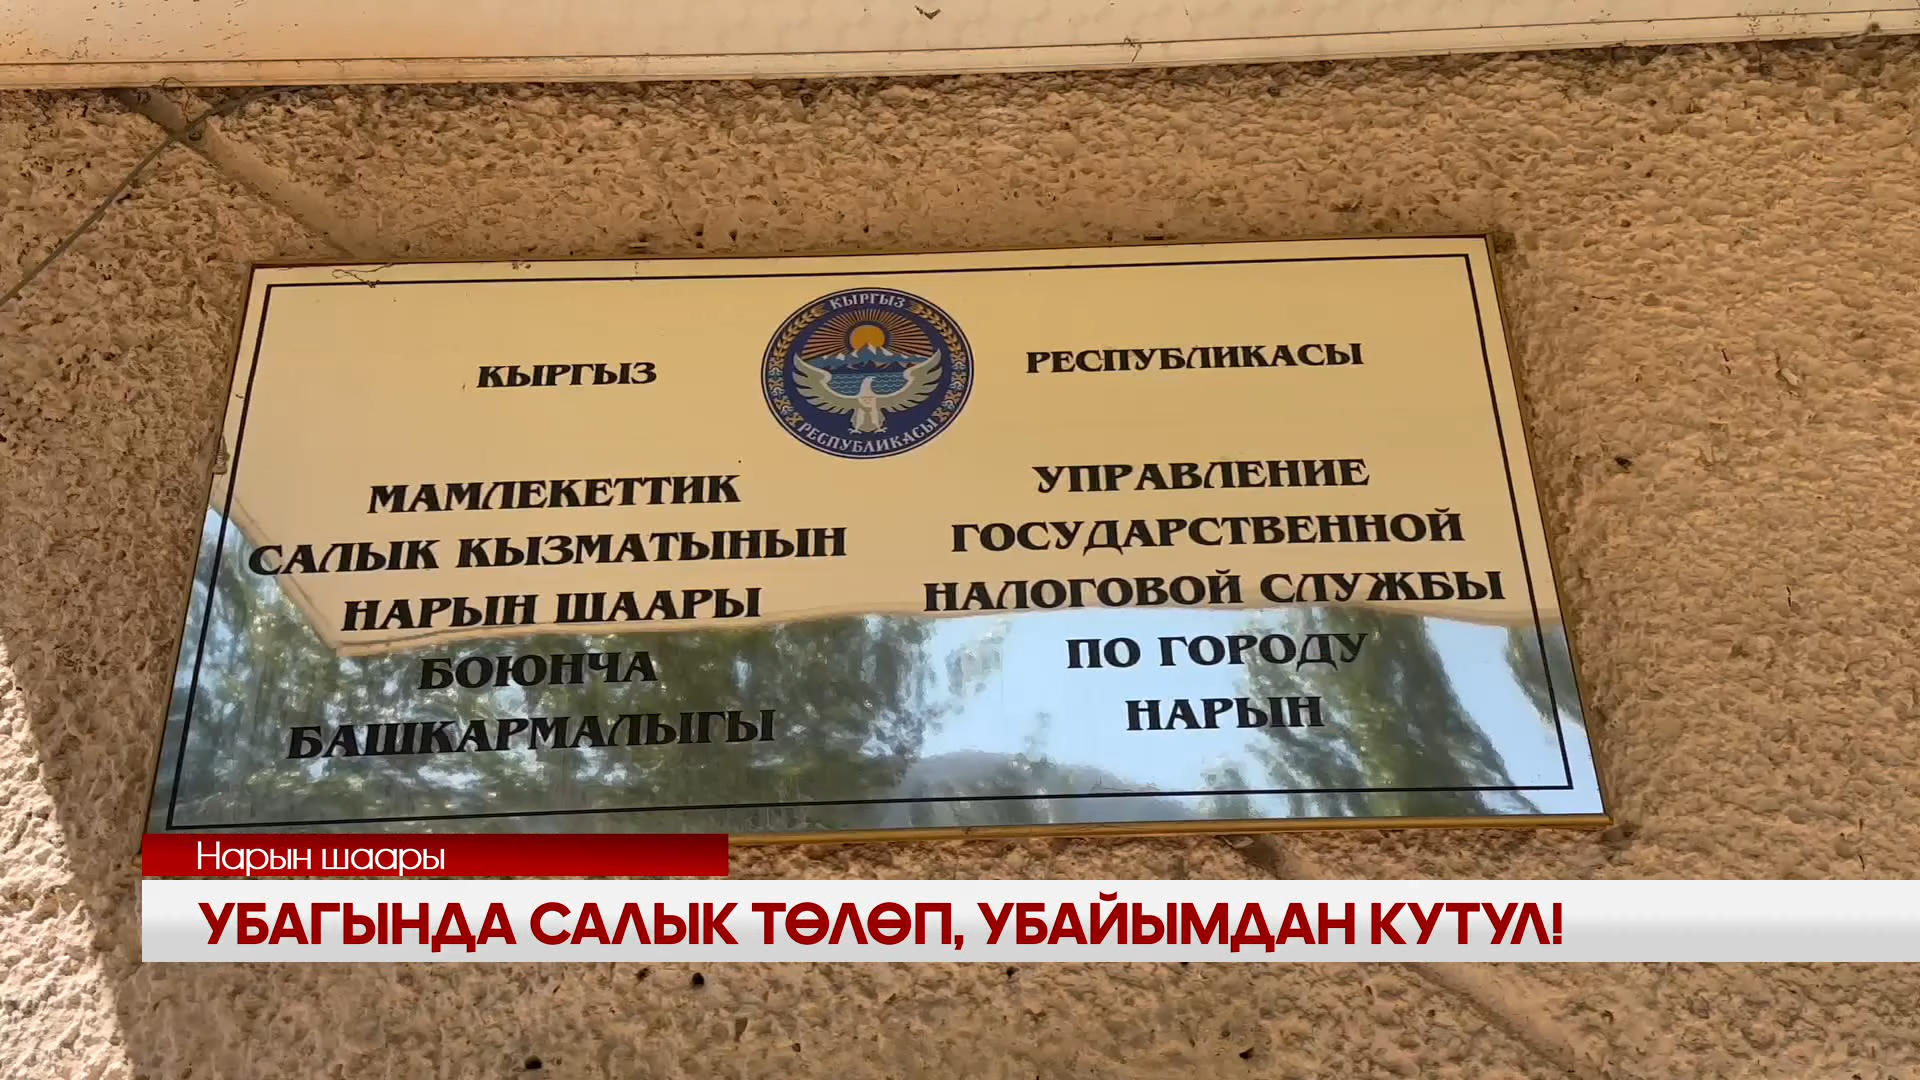 КЫРГЫЗ
КЫРГЫЗ
РЕСПУБЛИКАСЫ
РЕСПУБЛИКАСЫ
МАМЛЕКЕТТИК
САЛЫК КЫЗМАТЫНЫН
НАРЫН ШААРЫ
БОЮНЧА
БАШКАРМАЛЫГЫ
УПРАВЛЕНИЕ
ГОСУДАРСТВЕННОЙ
НАЛОГОВОЙ СЛУЖБЫ
ПО ГОРОДУ
НАРЫН
Нарын шаары
УБАГЫНДА САЛЫК ТӨЛӨП, УБАЙЫМДАН КУТУЛ!